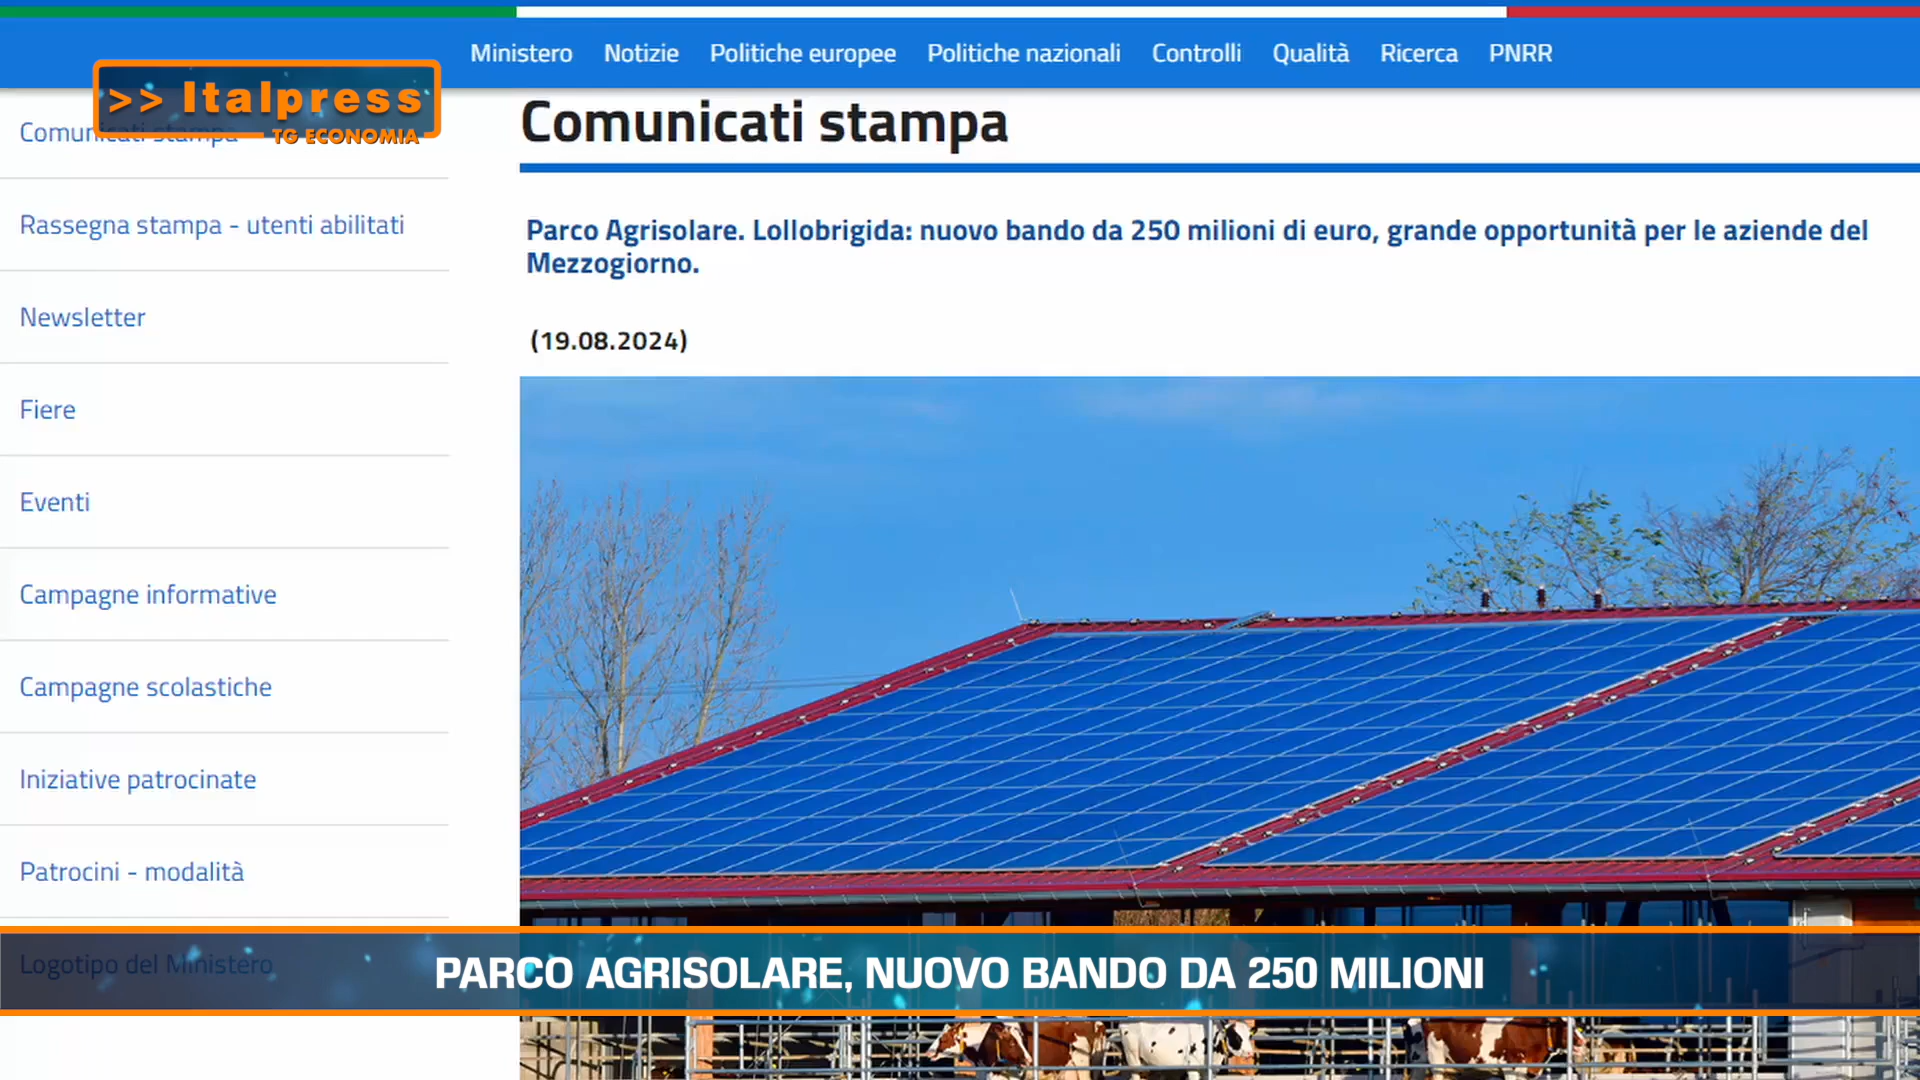 Ministero Notizie Politiche europee Politiche nazionali Controlli Qualità Ricerca PNRR
>> Italpress
TG ECONOMIA
Comunicati stampa
Rassegna stampa - utenti abilitati
Newsletter
Fiere
Eventi
Campagne informative
Campagne scolastiche
Iniziative patrocinate
Patrocini - modalità
Logotipo del Ministero
Comunicati stampa
Parco Agrisolare. Lollobrigida: nuovo bando da 250 milioni di euro, grande opportunità per le aziende del
Mezzogiorno.
(19.08.2024)
PARCO AGRISOLARE, NUOVO BANDO DA 250 MILIONI